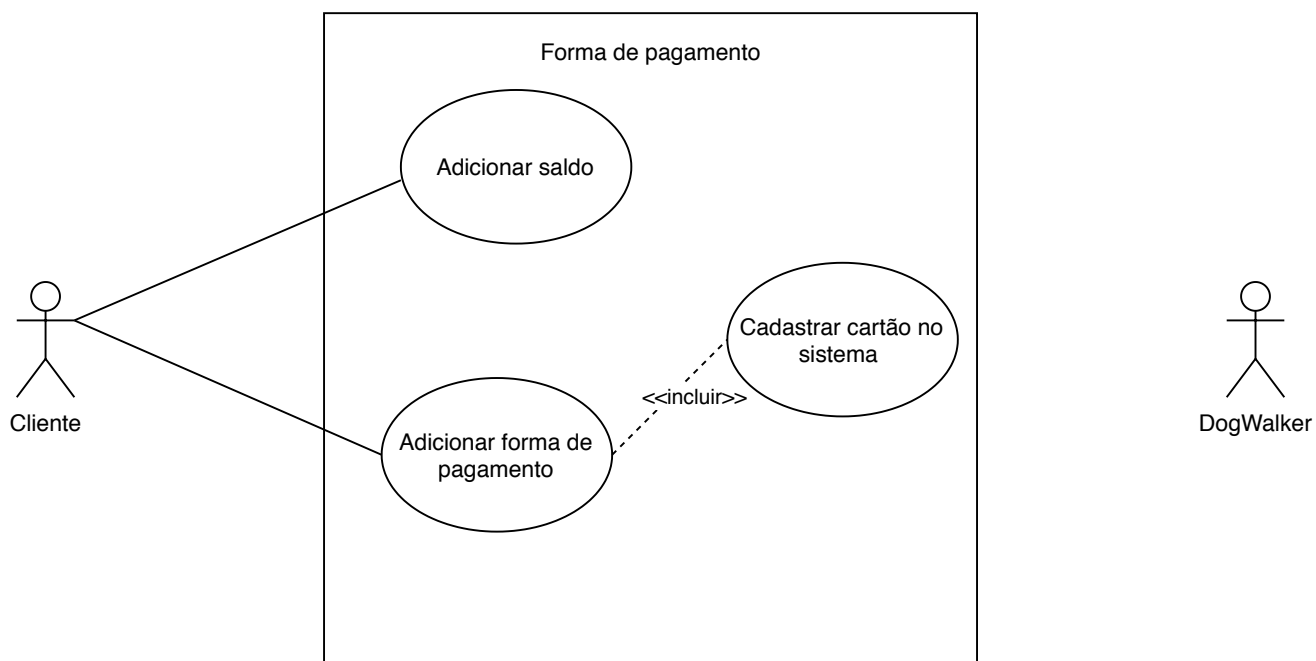 Forma de pagamento
Adicionar saldo
Cadastrar cartão no
sistema
<<incluir>>
Cliente
DogWalker
Adicionar forma de
pagamento